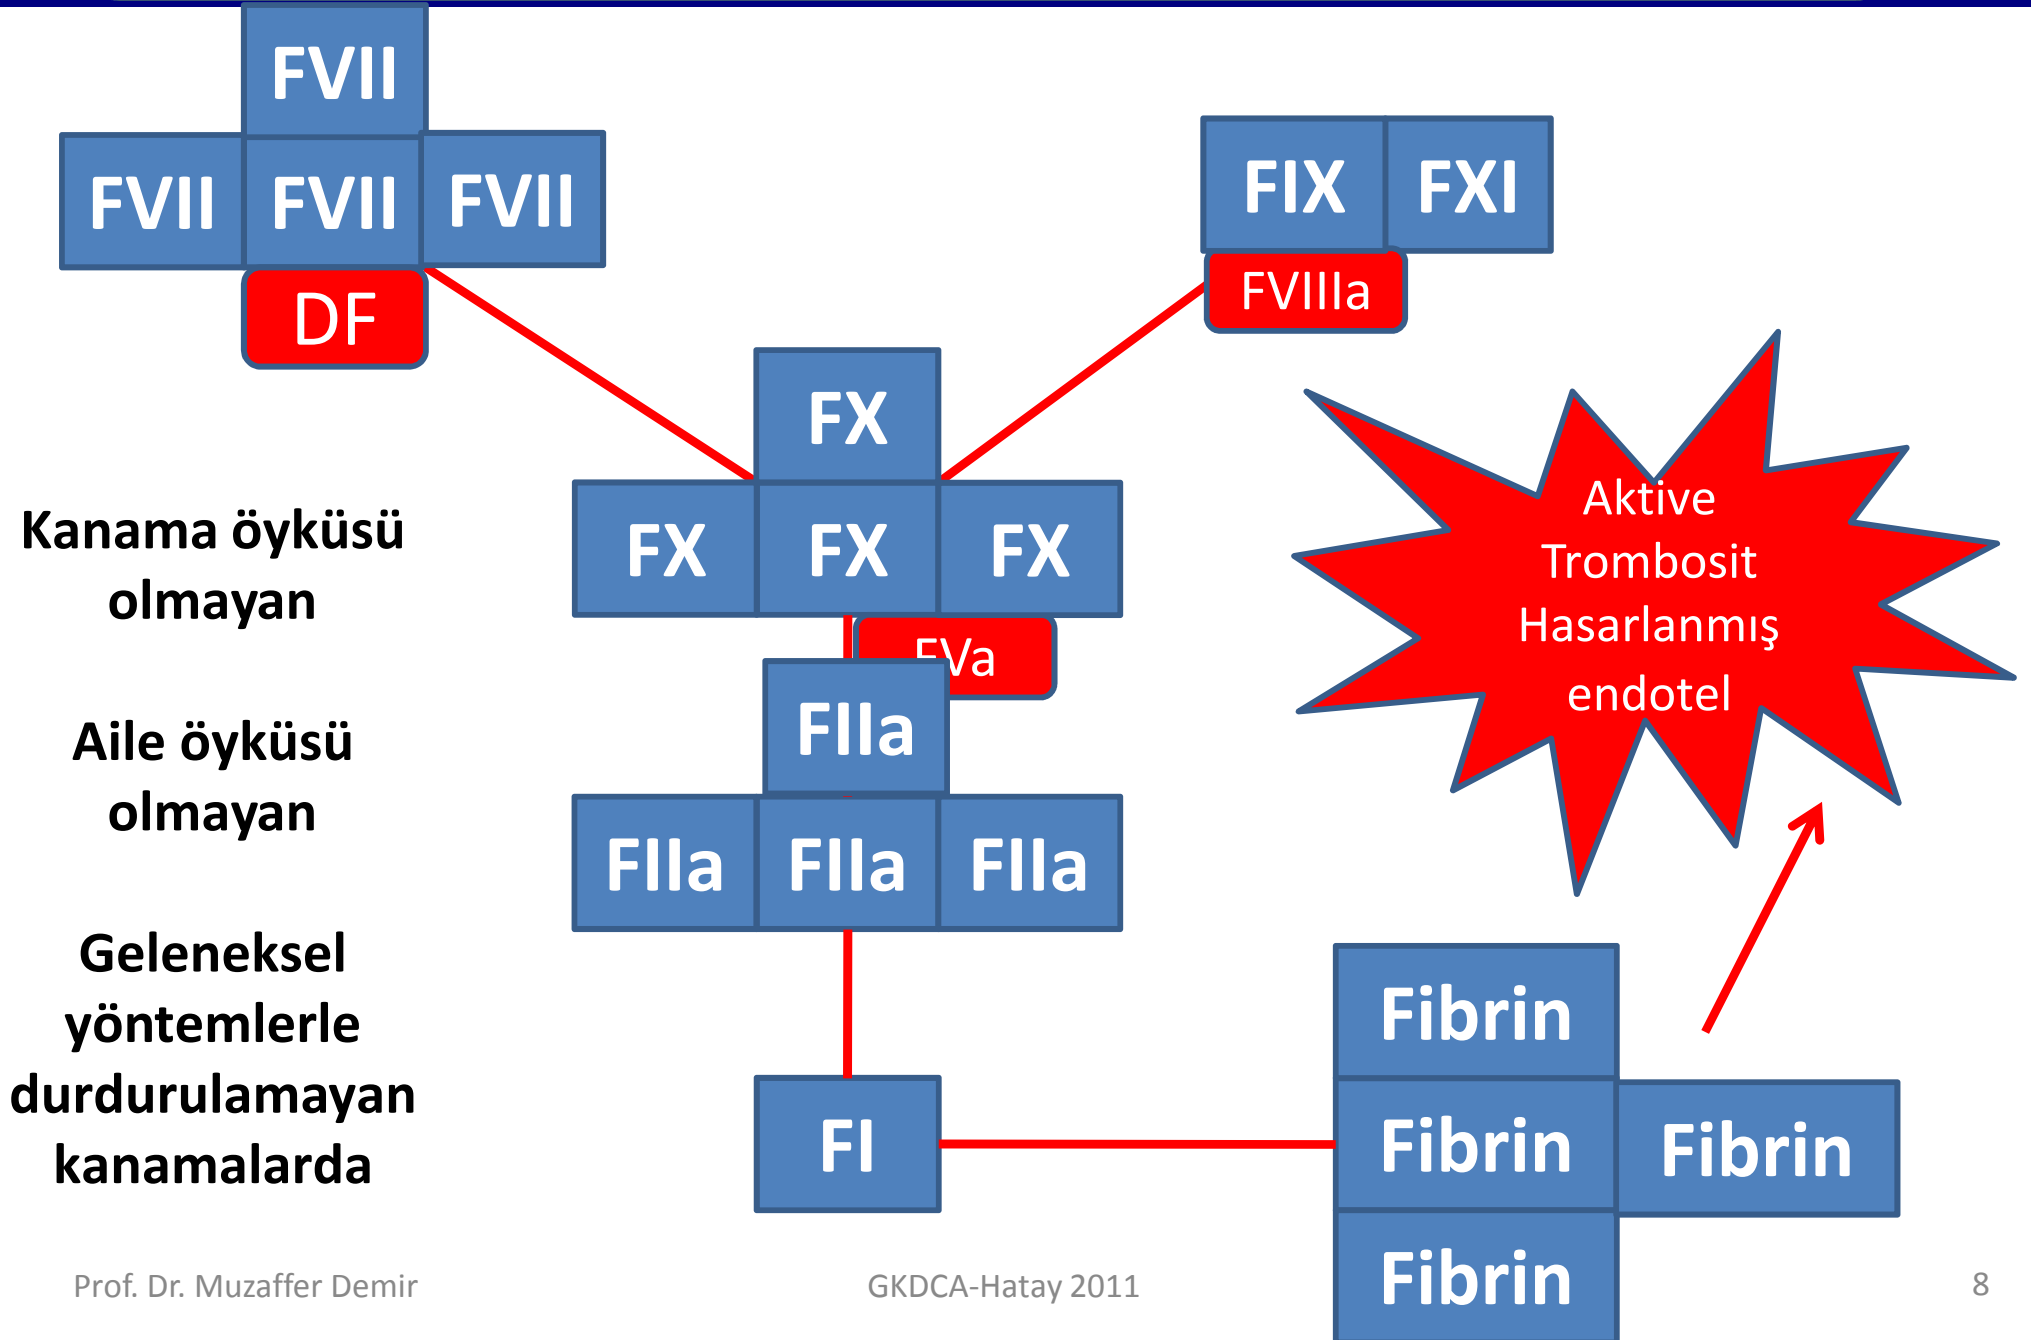 FVII
FVII FVII FVII
DF
FIX FXI
FVIIIa
FX
FX FX FX
FVa
FIIa
FIIa FIIa FIIa
FI
Kanama öyküsü
olmayan
Aile öyküsü
olmayan
Geleneksel
yöntemlerle
durdurulamayan
kanamalarda
Aktive
Trombosit
Hasarlanmış
endotel
Fibrin
Fibrin Fibrin
Fibrin
Prof. Dr. Muzaffer Demir
GKDCA-Hatay 2011
8